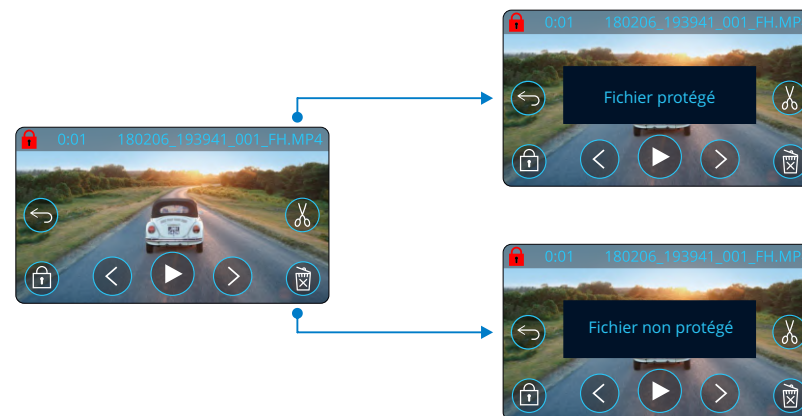 0:01 180206_193941_001_FH.MP4
0:01 180206_193941_001_FH.MP
Fichier protégé
0:01 180206_193941_001_FH.MP
Fichier non protégé